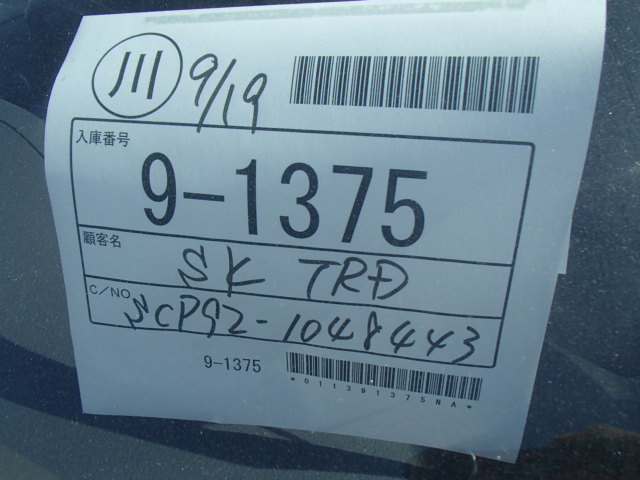 川 9/19
入庫番号
9-1375
顧客名 SK TRD
C/NO SCP92-1048443
9-1375
*011391375NA*